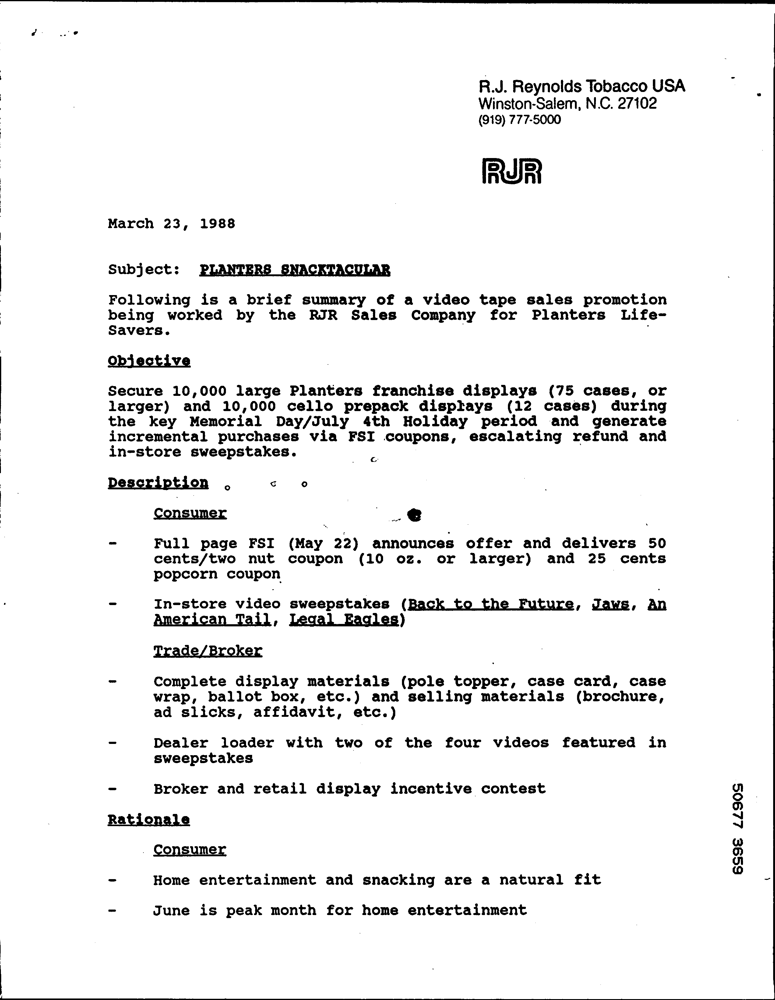 R.J. Reynolds Tobacco USA
Winston-Salem, N.C. 27102
(919) 777-5000
RJR
March 23, 1988
Subject: PLANTERS SNACKTACULAR
Following is a brief summary of a video tape sales promotion
being worked by the RJR Sales Company for Planters Life-
Savers.
Objective
Secure 10,000 large Planters franchise displays (75 cases, or
larger) and 10,000 cello prepack displays (12 cases) during
the key Memorial Day/July 4th Holiday period and generate
incremental purchases via FSI coupons, escalating refund and
in-store sweepstakes.
Description
Consumer
- Full page FSI (May 22) announces offer and delivers 50
cents/two nut coupon (10 oz. or larger) and 25 cents
popcorn coupon
- In-store video sweepstakes (Back to the Future, Jaws, An
American Tail, Legal Eagles)
Trade/Broker
- Complete display materials (pole topper, case card, case
wrap, ballot box, etc.) and selling materials (brochure,
ad slicks, affidavit, etc.)
- Dealer loader with two of the four videos featured in
sweepstakes
- Broker and retail display incentive contest
Rationale
Consumer
- Home entertainment and snacking are a natural fit
- June is peak month for home entertainment
50677 3659